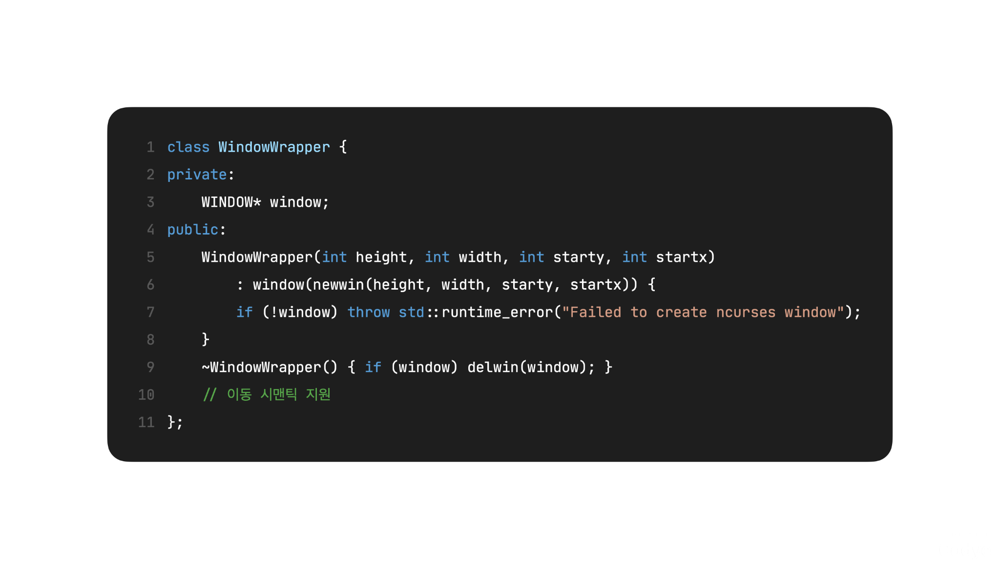 1 class WindowWrapper {
2 private:
3     WINDOW* window;
4 public:
5     WindowWrapper(int height, int width, int starty, int startx)
6         : window(newwin(height, width, starty, startx)) {
7         if (!window) throw std::runtime_error("Failed to create ncurses window");
8     }
9     ~WindowWrapper() { if (window) delwin(window); }
10     // 이동 시맨틱 지원
11 };